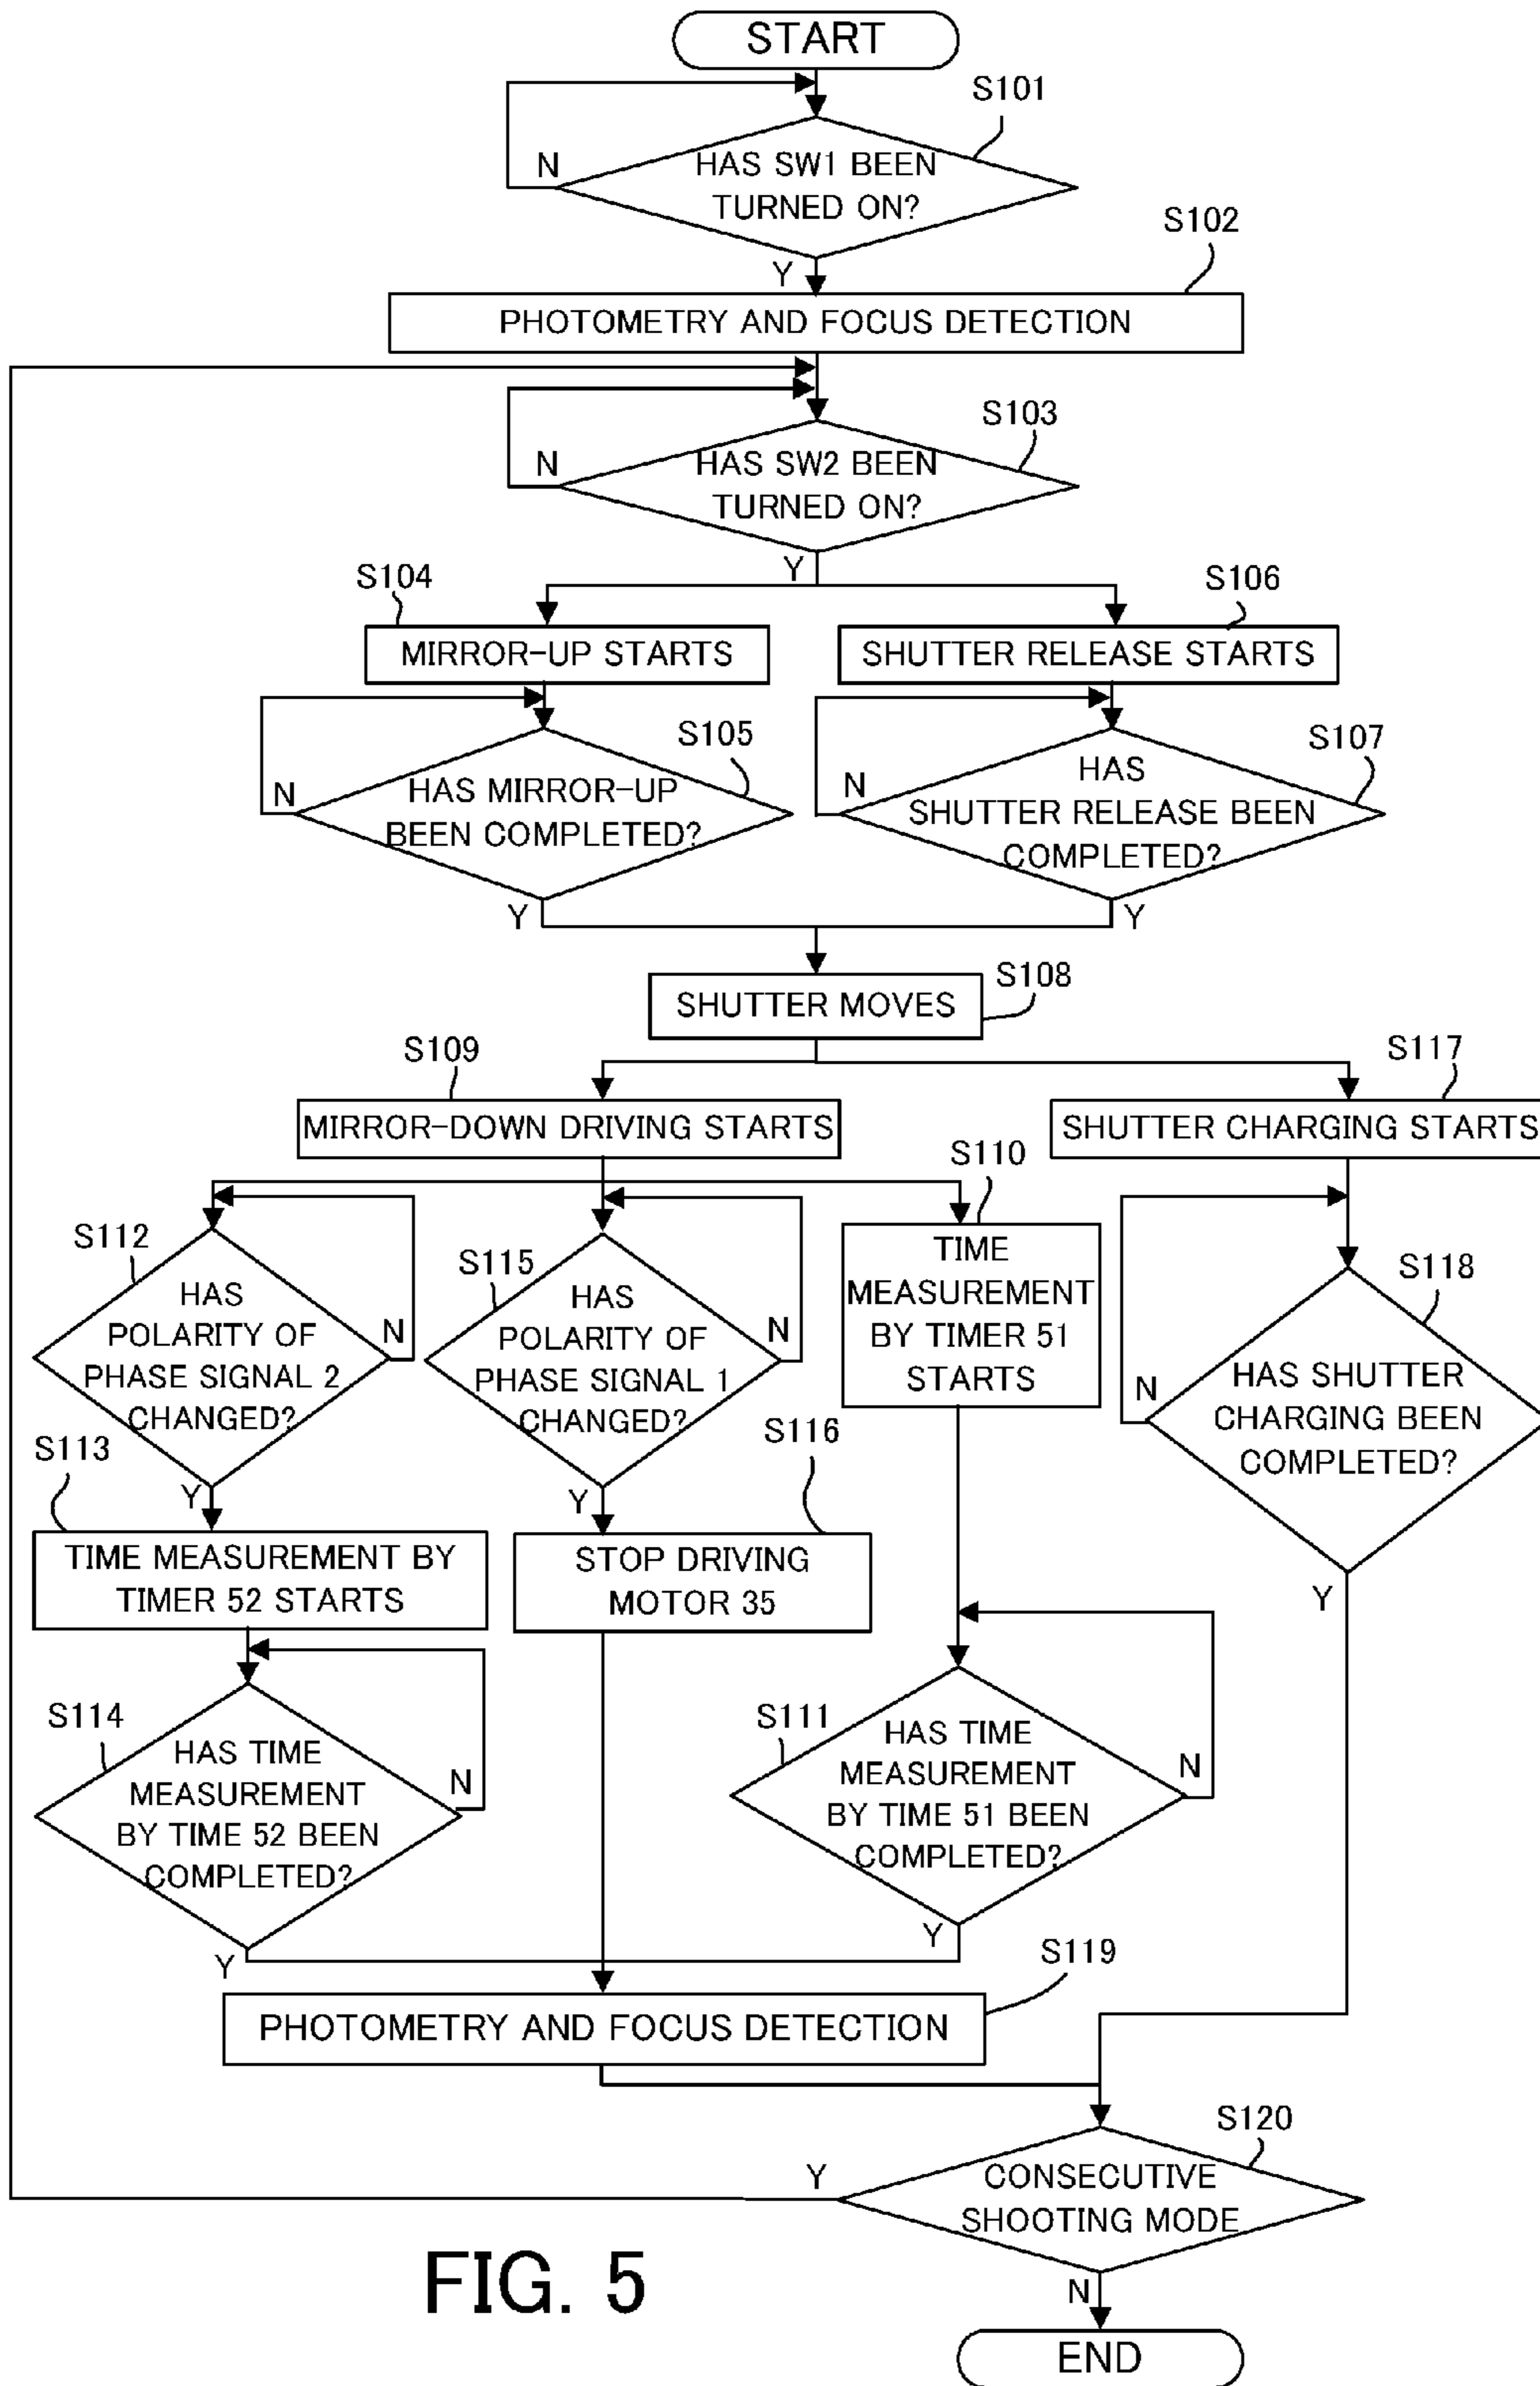 START
S101
N
HAS SW1 BEEN
TURNED ON?
Y
S102
PHOTOMETRY AND FOCUS DETECTION
S103
N
HAS SW2 BEEN
TURNED ON?
Y
S104
S106
MIRROR-UP STARTS
SHUTTER RELEASE STARTS
S105
N
HAS MIRROR-UP
BEEN COMPLETED?
Y
S107
N
HAS
SHUTTER RELEASE BEEN
COMPLETED?
Y
SHUTTER MOVES
S108
S109
MIRROR-DOWN DRIVING STARTS
S117
SHUTTER CHARGING STARTS
S112
HAS
POLARITY OF
PHASE SIGNAL 2
CHANGED?
N
Y
S115
HAS
POLARITY OF
PHASE SIGNAL 1
CHANGED?
N
Y
S110
TIME
MEASUREMENT
BY TIMER 51
STARTS
S118
N
HAS SHUTTER
CHARGING BEEN
COMPLETED?
Y
S113
TIME MEASUREMENT BY
TIMER 52 STARTS
S116
STOP DRIVING
MOTOR 35
S114
HAS TIME
MEASUREMENT
BY TIME 52 BEEN
COMPLETED?
N
Y
S111
HAS TIME
MEASUREMENT
BY TIME 51 BEEN
COMPLETED?
N
Y
S119
PHOTOMETRY AND FOCUS DETECTION
S120
Y
CONSECUTIVE
SHOOTING MODE
N
END
FIG. 5